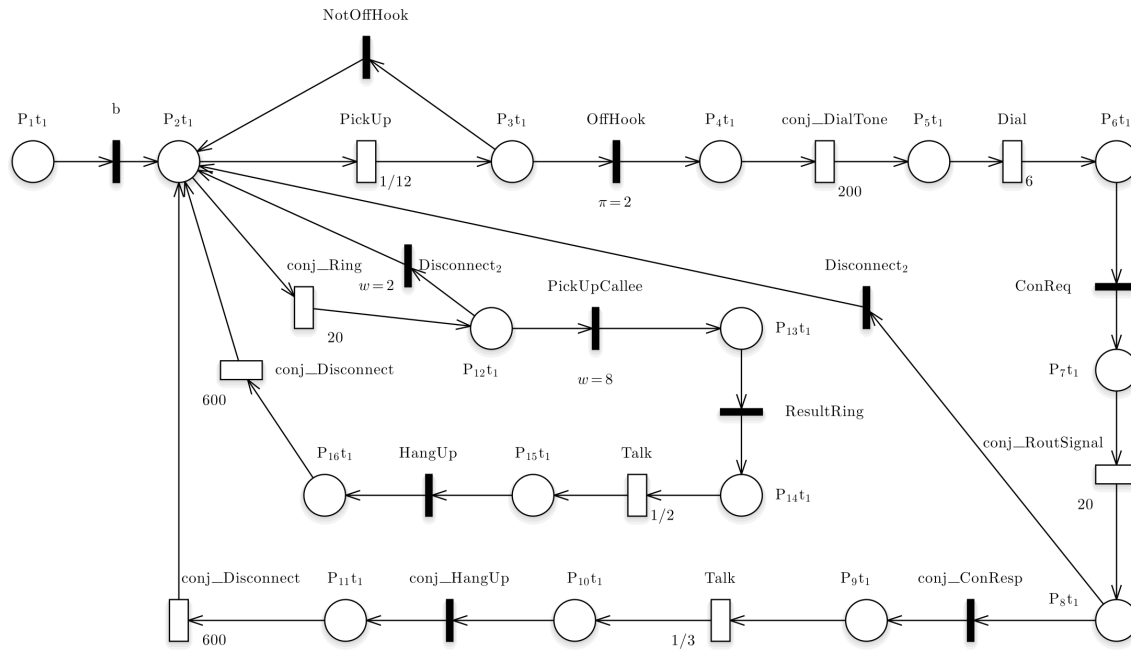 NotOffHook
b
P₁t₁
P₂t₁
PickUp
P₃t₁
OffHook
P₄t₁
conj_DialTone
P₅t₁
Dial
P₆t₁
1/12
π = 2
200
6
conj_Ring
Disconnect₂
Disconnect₂
w = 2
PickUpCallee
ConReq
20
P₁₃t₁
P₁₂t₁
w = 8
conj_Disconnect
P₇t₁
600
ResultRing
conj_RoutSignal
P₁₆t₁
HangUp
P₁₅t₁
Talk
P₁₄t₁
1/2
20
conj_Disconnect
P₁₁t₁
conj_HangUp
P₁₀t₁
Talk
P₉t₁
conj_ConResp
P₈t₁
600
1/3